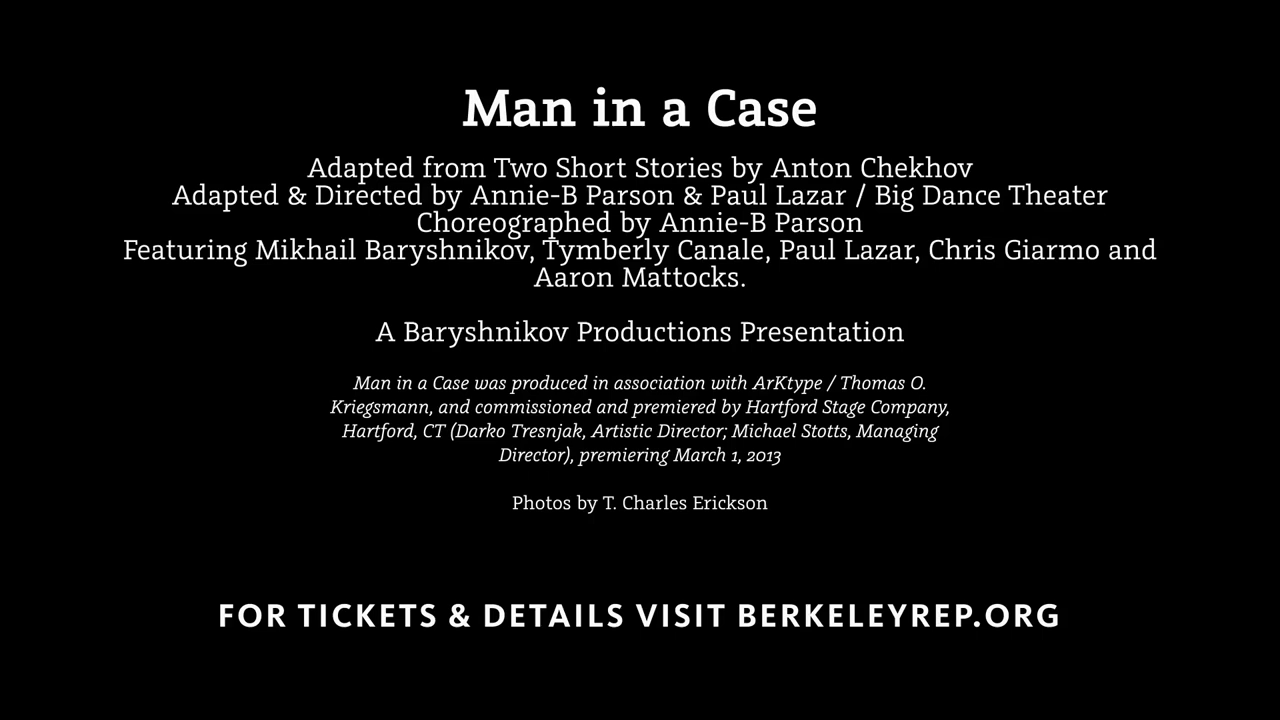 Man in a Case
Adapted from Two Short Stories by Anton Chekhov
Adapted & Directed by Annie-B Parson & Paul Lazar / Big Dance Theater
Choreographed by Annie-B Parson
Featuring Mikhail Baryshnikov, Tymberly Canale, Paul Lazar, Chris Giarmo and
Aaron Mattocks.
A Baryshnikov Productions Presentation
Man in a Case was produced in association with ArKtype / Thomas O.
Kriegsmann, and commissioned and premiered by Hartford Stage Company,
Hartford, CT (Darko Tresnjak, Artistic Director; Michael Stotts, Managing
Director), premiering March 1, 2013
Photos by T. Charles Erickson
FOR TICKETS & DETAILS VISIT BERKELEYREP.ORG